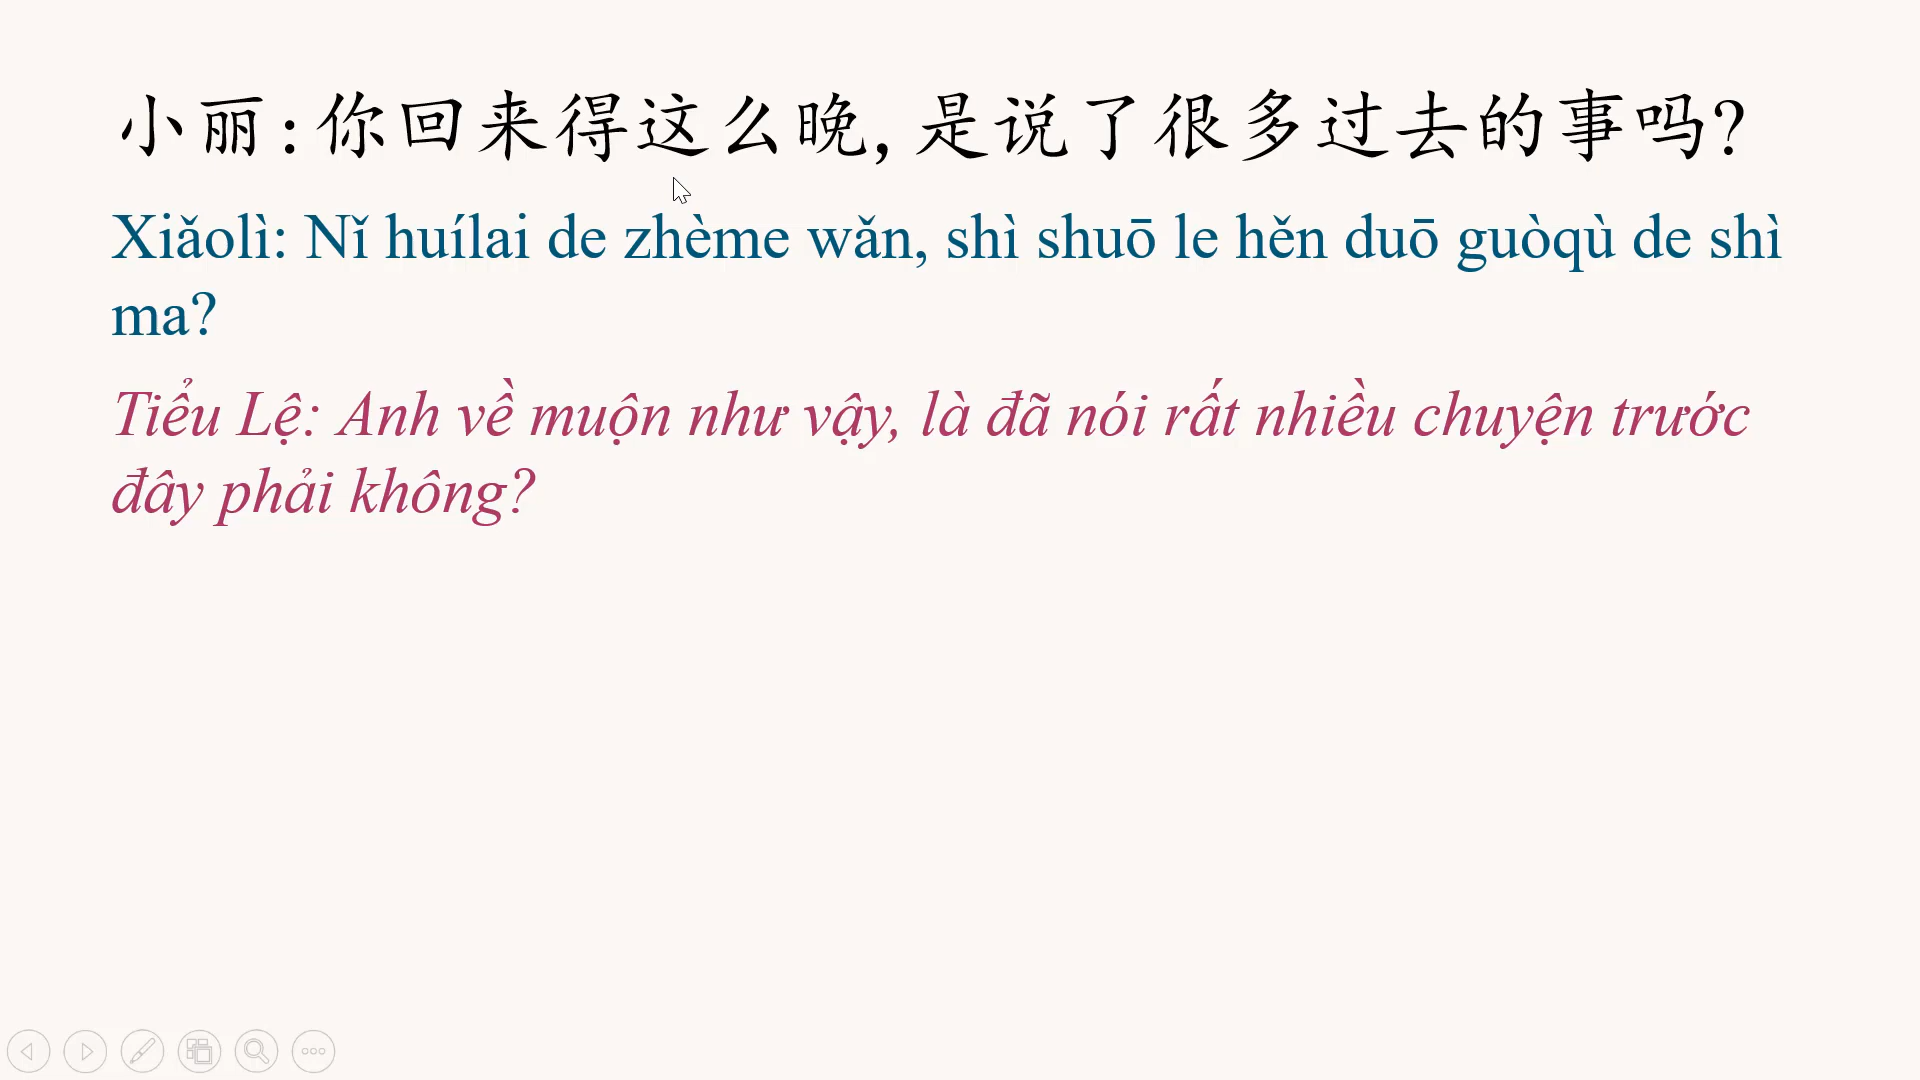 小丽:你回来得这么晚,是说了很多过去的事吗?
Xiǎolì: Nǐ huílai de zhème wǎn, shì shuō le hěn duō guòqù de shì
ma?
Tiểu Lệ: Anh về muộn như vậy, là đã nói rất nhiều chuyện trước
đây phải không?